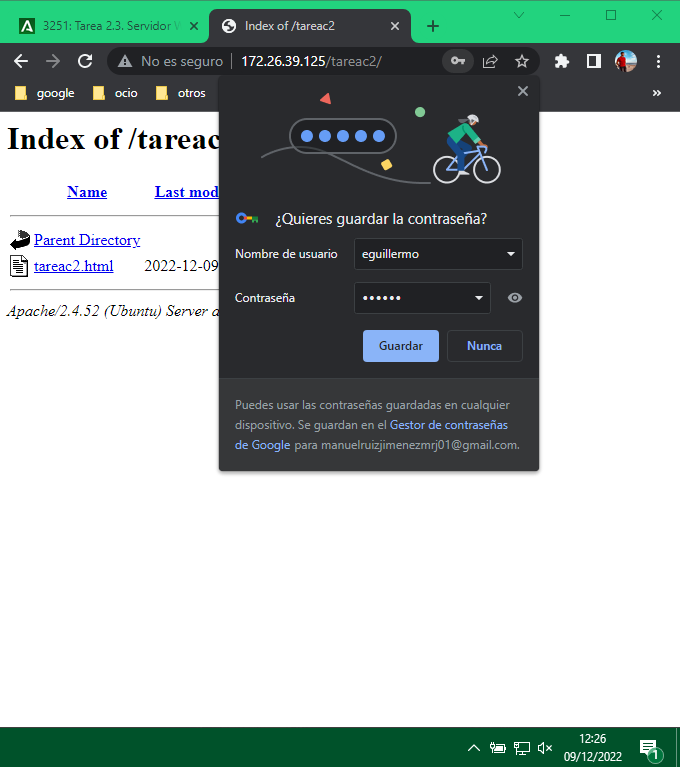 3251: Tarea 2.3. Servidor
Index of /tareac2
No es seguro 172.26.39.125/tareac2/
google ocio otros »
Index of /tareac
Name Last mod
¿Quieres guardar la contraseña?
Parent Directory
Nombre de usuario eguillermo
tareac2.html 2022-12-09
Contraseña ••••••
Apache/2.4.52 (Ubuntu) Server a
Guardar Nunca
Puedes usar las contraseñas guardadas en cualquier
dispositivo. Se guardan en el Gestor de contraseñas
de Google para manuelruizjimenezmrj01@gmail.com.
12:26
09/12/2022
1